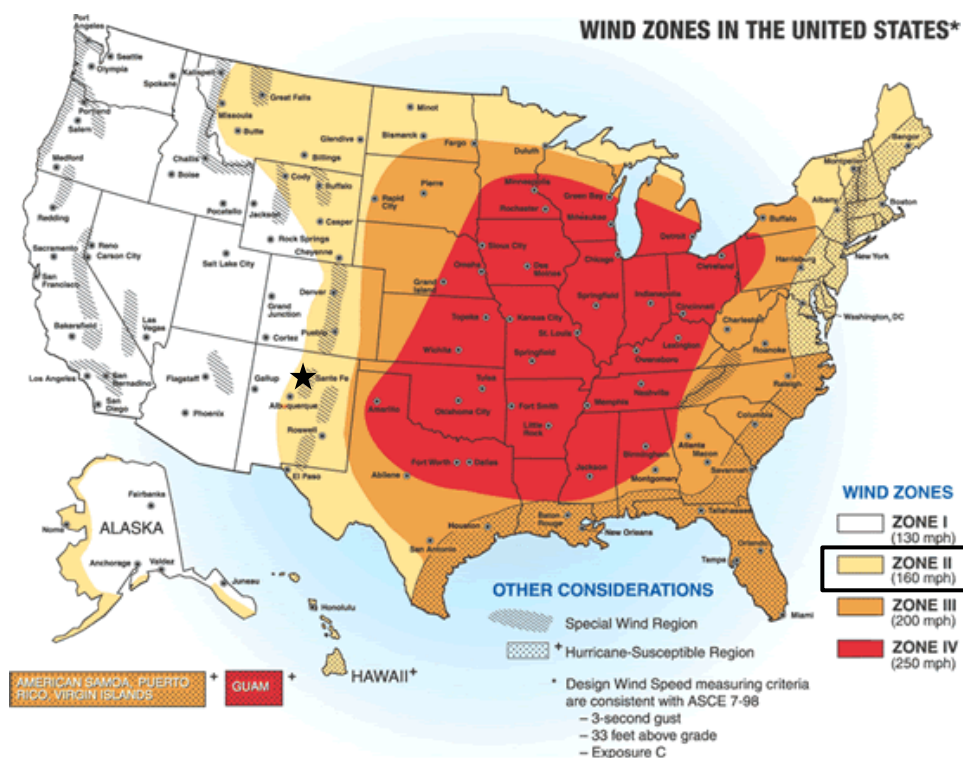 WIND ZONES IN THE UNITED STATES*
Port
Angeles
Seattle
Olympia
Spokane
Kalispell
Great Falls
Portland
Salem
Missoula
Butte
Glendive
Minot
Bismarck
Fargo
Duluth
Medford
Challis
Boise
Billings
Cody
Buffalo
Pocatello
Jackson
Casper
Rapid
City
Pierre
Minneapolis
Rochester
Green Bay
Milwaukee
Bangor
Montpelier
Albany
Boston
Buffalo
Detroit
Redding
Sacramento
Reno
Carson City
San
Francisco
Salt Lake City
Rock Springs
Cheyenne
Sioux City
Omaha
Des
Moines
Grand
Island
Chicago
Cleveland
Harrisburg
New York
Denver
Grand
Junction
Pueblo
Cortez
Topeka
Kansas City
Springfield
Indianapolis
Cincinnati
St. Louis
Charleston
Washington, DC
Bakersfield
Las
Vegas
Wichita
Springfield
Owensboro
Lexington
Roanoke
Los Angeles
San
Bernadino
San
Diego
Flagstaff
Gallup
Sante Fe
Albuquerque
Phoenix
Roswell
El Paso
Amarillo
Tulsa
Oklahoma City
Fort Smith
Little
Rock
Memphis
Nashville
Raleigh
Columbia
Atlanta
Macon
Birmingham
Montgomery
Savannah
Fort Worth
Dallas
Abilene
Jackson
Houston
San Antonio
Baton
Rouge
New Orleans
Tallahassee
Orlando
Tampa
Miami
Fairbanks
Nome
ALASKA
Anchorage
Valdez
Juneau
Honolulu
HAWAII+
WIND ZONES
ZONE I
(130 mph)
ZONE II
(160 mph)
ZONE III
(200 mph)
ZONE IV
(250 mph)
OTHER CONSIDERATIONS
Special Wind Region
+ Hurricane-Susceptible Region
* Design Wind Speed measuring criteria
are consistent with ASCE 7-98
– 3-second gust
– 33 feet above grade
– Exposure C
AMERICAN SAMOA, PUERTO
RICO, VIRGIN ISLANDS +
GUAM +